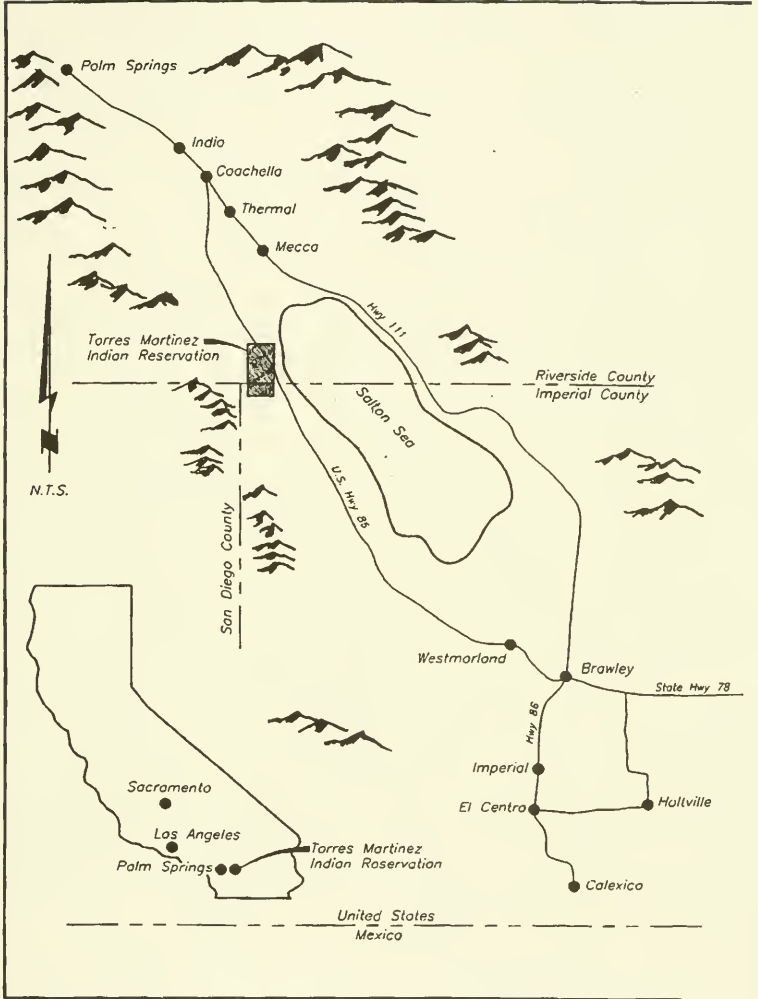 Palm Springs
Indio
Coachella
Thermal
Mecca
Hwy 111
Torres Martinez
Indian Reservation
Riverside County
Imperial County
Salton Sea
N.T.S.
U.S. Hwy 86
San Diego County
Westmorland
Brawley
State Hwy 78
Hwy 86
Imperial
El Centro
Holtville
Calexico
Sacramento
Los Angeles
Palm Springs
Torres Martinez
Indian Reservation
United States
Mexico